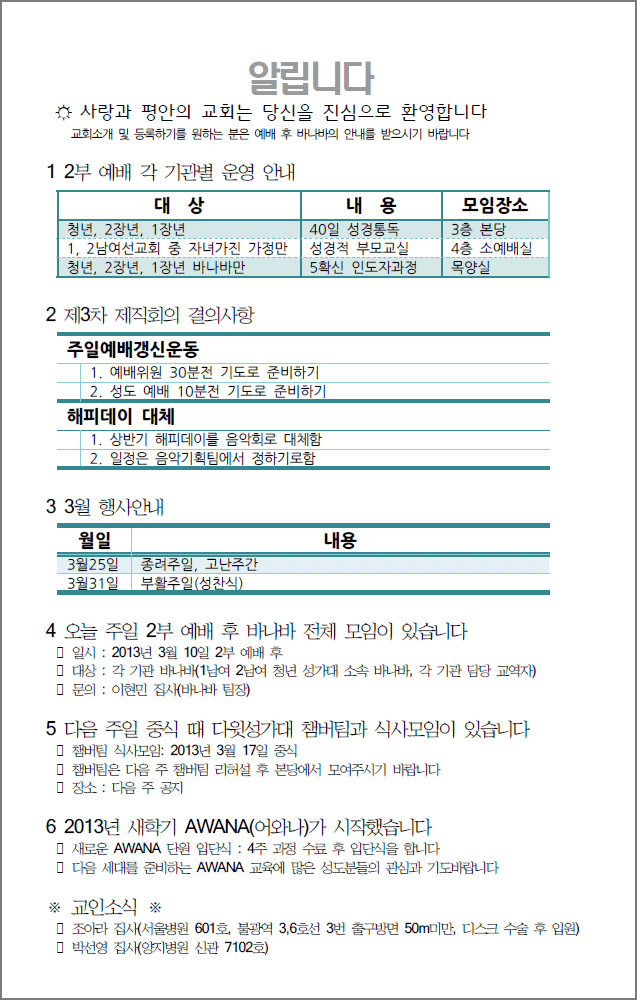 알립니다
☼ 사랑과 평안의 교회는 당신을 진심으로 환영합니다
교회소개 및 등록하기를 원하는 분은 예배 후 바나바의 안내를 받으시기 바랍니다
1 2부 예배 각 기관별 운영 안내
대 상 내 용 모임장소
청년, 2장년, 1장년 40일 성경통독 3층 본당
1, 2남여선교회 중 자녀가진 가정만 성경적 부모교실 4층 소예배실
청년, 2장년, 1장년 바나바만 5확신 인도자과정 목양실
2 제3차 제직회의 결의사항
주일예배갱신운동
1. 예배위원 30분전 기도로 준비하기
2. 성도 예배 10분전 기도로 준비하기
해피데이 대체
1. 상반기 해피데이를 음악회로 대체함
2. 일정은 음악기획팀에서 정하기로함
3 3월 행사안내
월일 내용
3월25일 종려주일, 고난주간
3월31일 부활주일(성찬식)
4 오늘 주일 2부 예배 후 바나바 전체 모임이 있습니다
▯ 일시 : 2013년 3월 10일 2부 예배 후
▯ 대상 : 각 기관 바나바(1남여 2남여 청년 성가대 소속 바나바, 각 기관 담당 교역자)
▯ 문의 : 이현민 집사(바나바 팀장)
5 다음 주일 중식 때 다윗성가대 챔버팀과 식사모임이 있습니다
▯ 챔버팀 식사모임: 2013년 3월 17일 중식
▯ 챔버팀은 다음 주 챔버팀 리허설 후 본당에서 모여주시기 바랍니다
▯ 장소 : 다음 주 공지
6 2013년 새학기 AWANA(어와나)가 시작했습니다
▯ 새로운 AWANA 단원 입단식 : 4주 과정 수료 후 입단식을 합니다
▯ 다음 세대를 준비하는 AWANA 교육에 많은 성도분들의 관심과 기도바랍니다
※ 교인소식 ※
▯ 조아라 집사(서울병원 601호, 불광역 3,6호선 3번 출구방면 50m미만, 디스크 수술 후 입원)
▯ 박선영 집사(양지병원 신관 7102호)